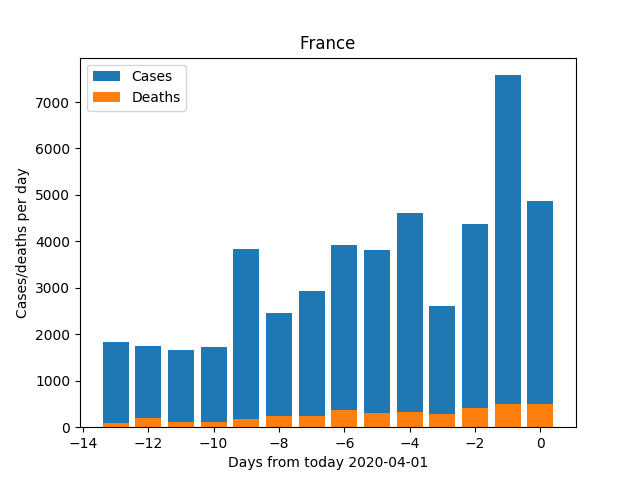 France
Cases
Deaths
7000
6000
5000
4000
3000
2000
1000
0
Cases/deaths per day
−14 −12 −10 −8 −6 −4 −2 0
Days from today 2020-04-01